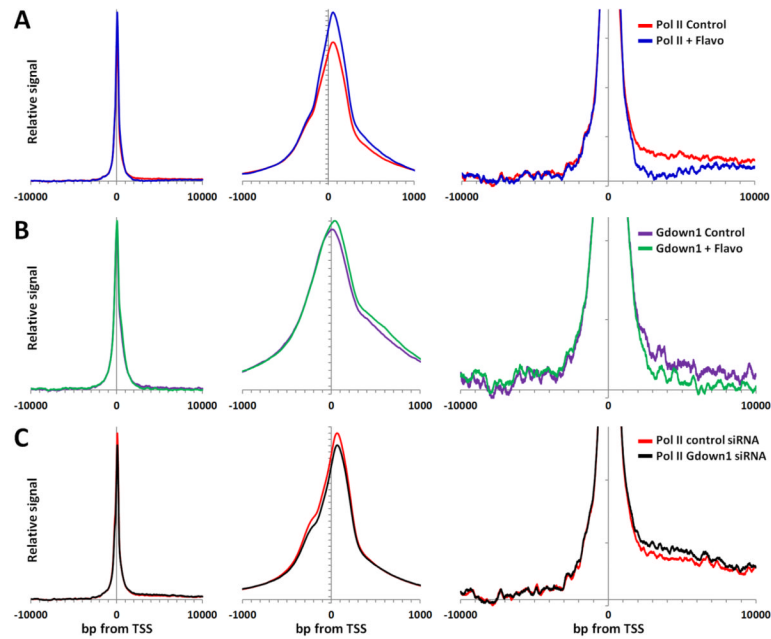 A
Relative signal
Pol II Control
Pol II + Flavo
-10000 0 10000
-1000 0 1000
-10000 0 10000
B
Relative signal
Gdown1 Control
Gdown1 + Flavo
-10000 0 10000
-1000 0 1000
-10000 0 10000
C
Relative signal
Pol II control siRNA
Pol II Gdown1 siRNA
-10000 0 10000
-1000 0 1000
-10000 0 10000
bp from TSS
bp from TSS
bp from TSS